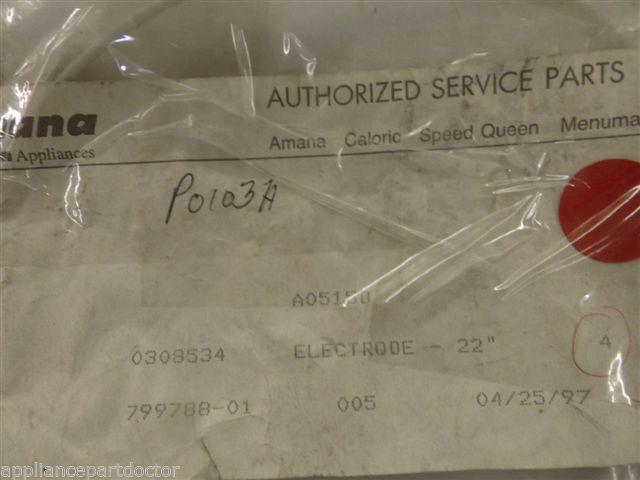 AUTHORIZED SERVICE PARTS
ana
Appliances
Amana Caloric Speed Queen Menuma
P0103A
0308534 ELECTRODE - 22" 4
799788-01 005 04/25/97
appliancepartdoctor